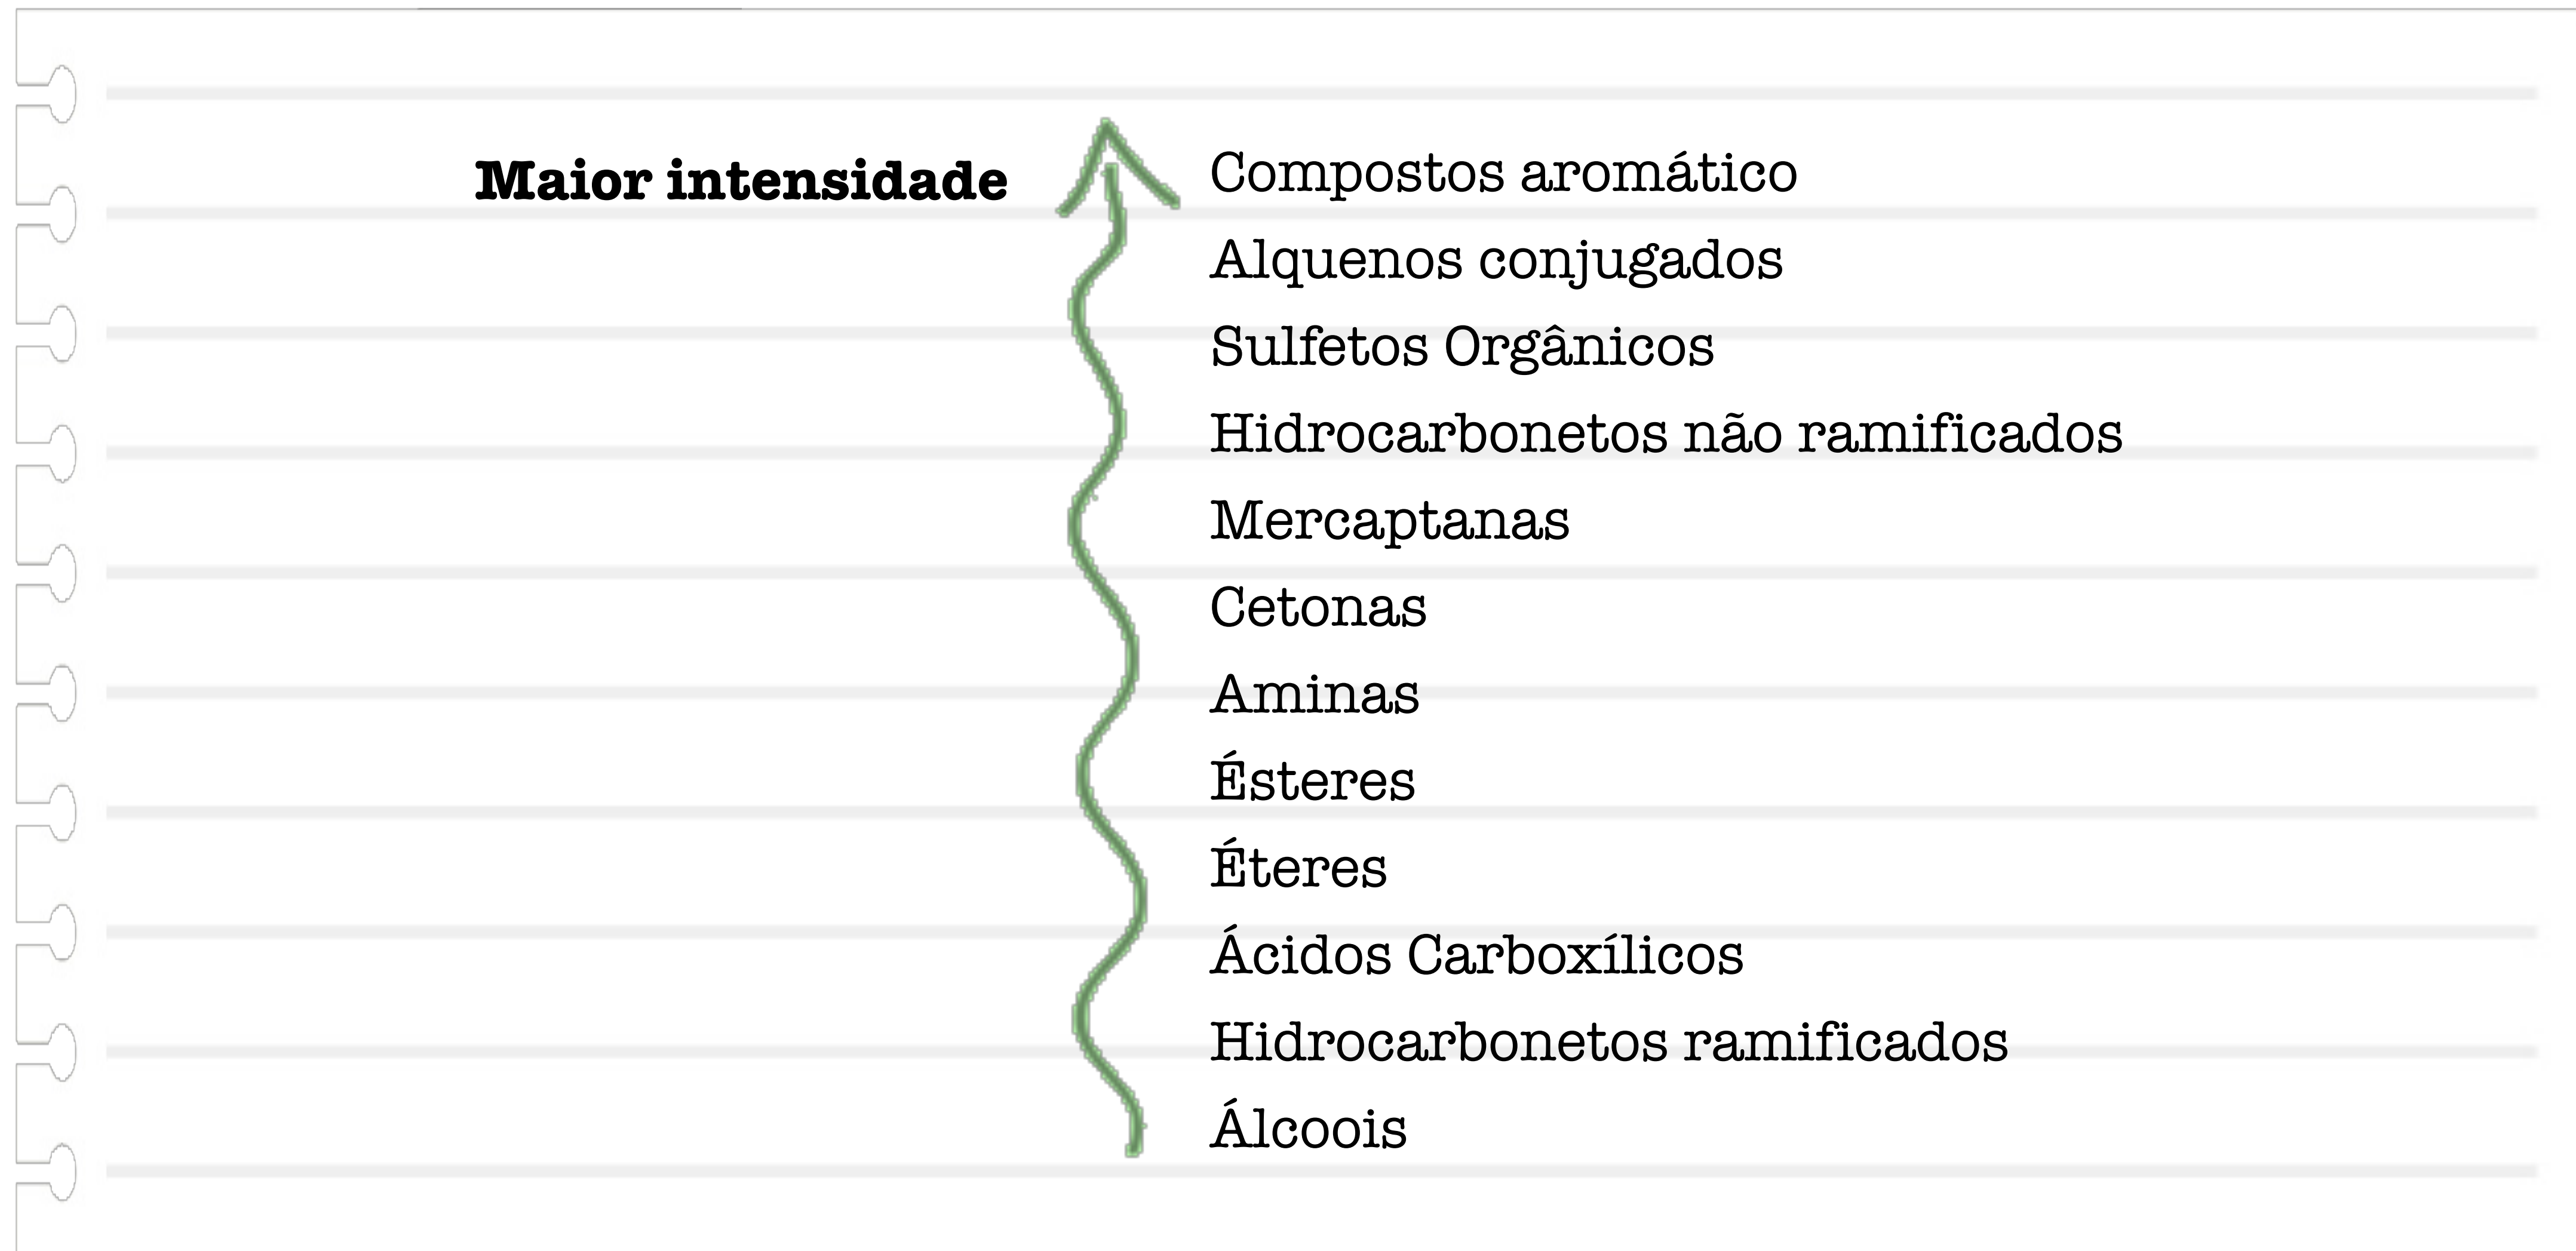 Maior intensidade
Compostos aromático
Alquenos conjugados
Sulfetos Orgânicos
Hidrocarbonetos não ramificados
Mercaptanas
Cetonas
Aminas
Ésteres
Éteres
Ácidos Carboxílicos
Hidrocarbonetos ramificados
Álcoois